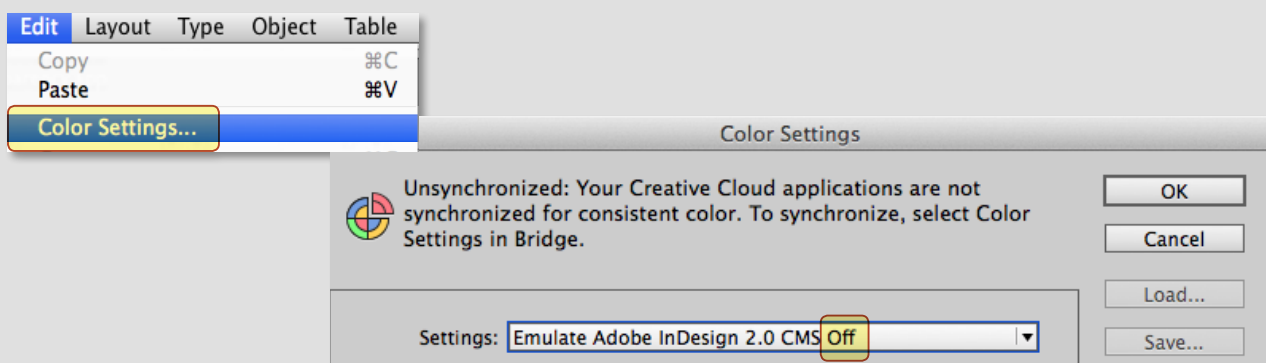 Edit Layout Type Object Table
Copy ⌘C
Paste ⌘V
Color Settings...
Color Settings
Unsynchronized: Your Creative Cloud applications are not
synchronized for consistent color. To synchronize, select Color
Settings in Bridge.
OK
Cancel
Load...
Settings: Emulate Adobe InDesign 2.0 CMS Off
Save...